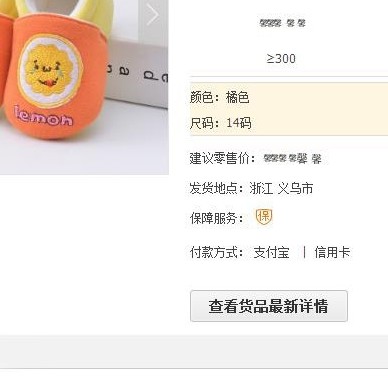 lemon
≥300
颜色：橘色
尺码：14码
建议零售价：
发货地点：浙江 义乌市
保障服务： 保
付款方式： 支付宝 | 信用卡
查看货品最新详情